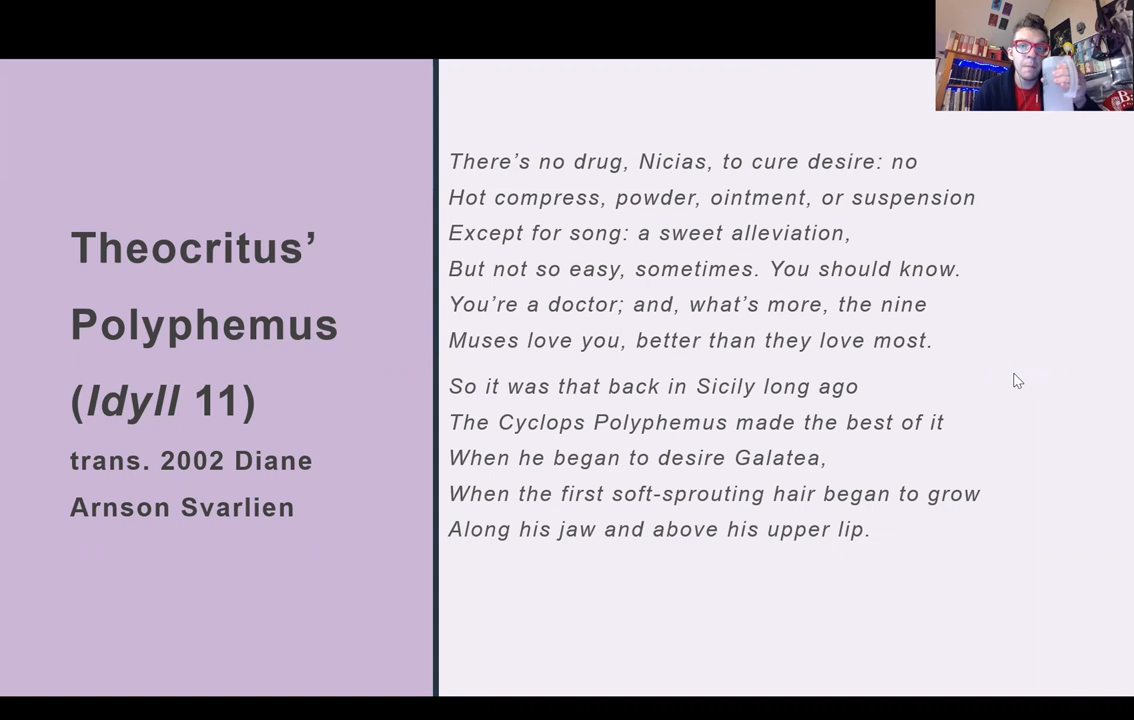 Theocritus’
Polyphemus
(Idyll 11)
trans. 2002 Diane
Arnson Svarlien
There’s no drug, Nicias, to cure desire: no
Hot compress, powder, ointment, or suspension
Except for song: a sweet alleviation,
But not so easy, sometimes. You should know.
You’re a doctor; and, what’s more, the nine
Muses love you, better than they love most.
So it was that back in Sicily long ago
The Cyclops Polyphemus made the best of it
When he began to desire Galatea,
When the first soft-sprouting hair began to grow
Along his jaw and above his upper lip.